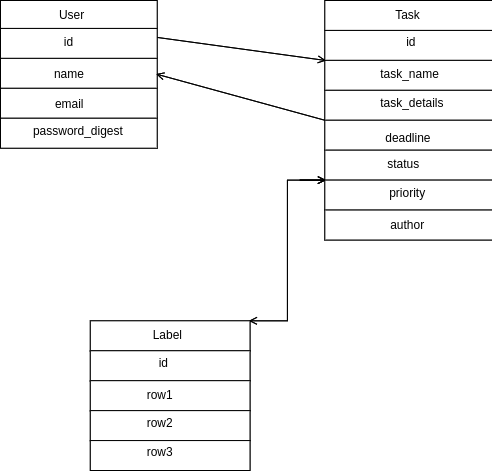 User
id
name
email
password_digest
Task
id
task_name
task_details
deadline
status
priority
author
Label
id
row1
row2
row3